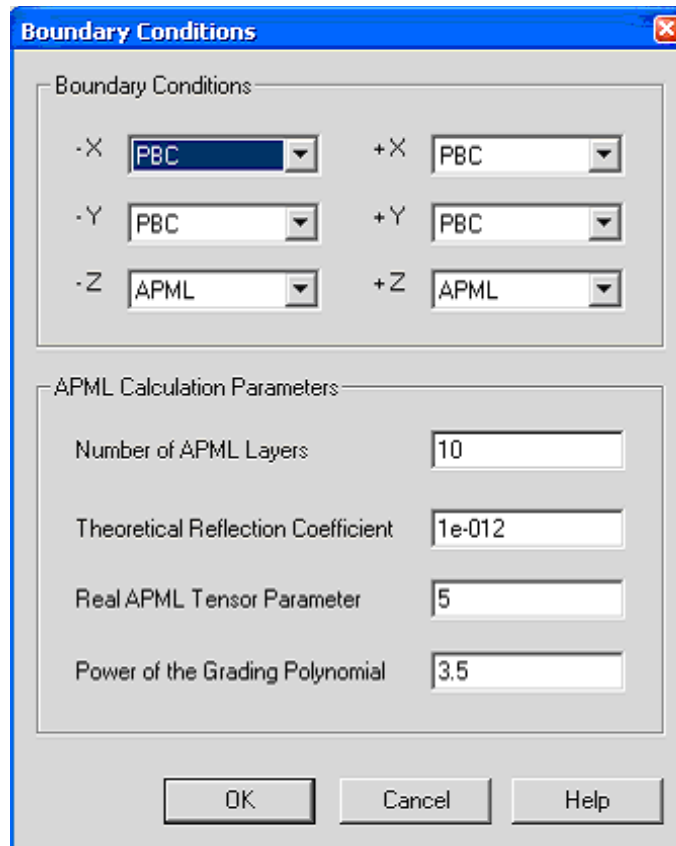 Boundary Conditions
Boundary Conditions
-X PBC +X PBC
-Y PBC +Y PBC
-Z APML +Z APML
APML Calculation Parameters
Number of APML Layers 10
Theoretical Reflection Coefficient 1e-012
Real APML Tensor Parameter 5
Power of the Grading Polynomial 3.5
OK Cancel Help